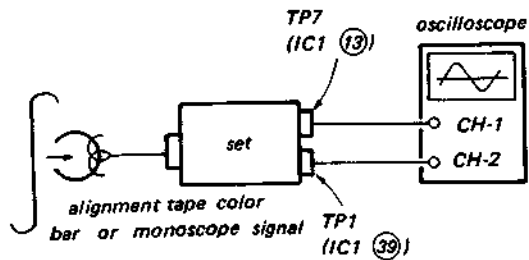 TP7
(IC1 ⑬)
oscilloscope
CH-1
CH-2
set
alignment tape color
bar or monoscope signal
TP1
(IC1 ㊴)